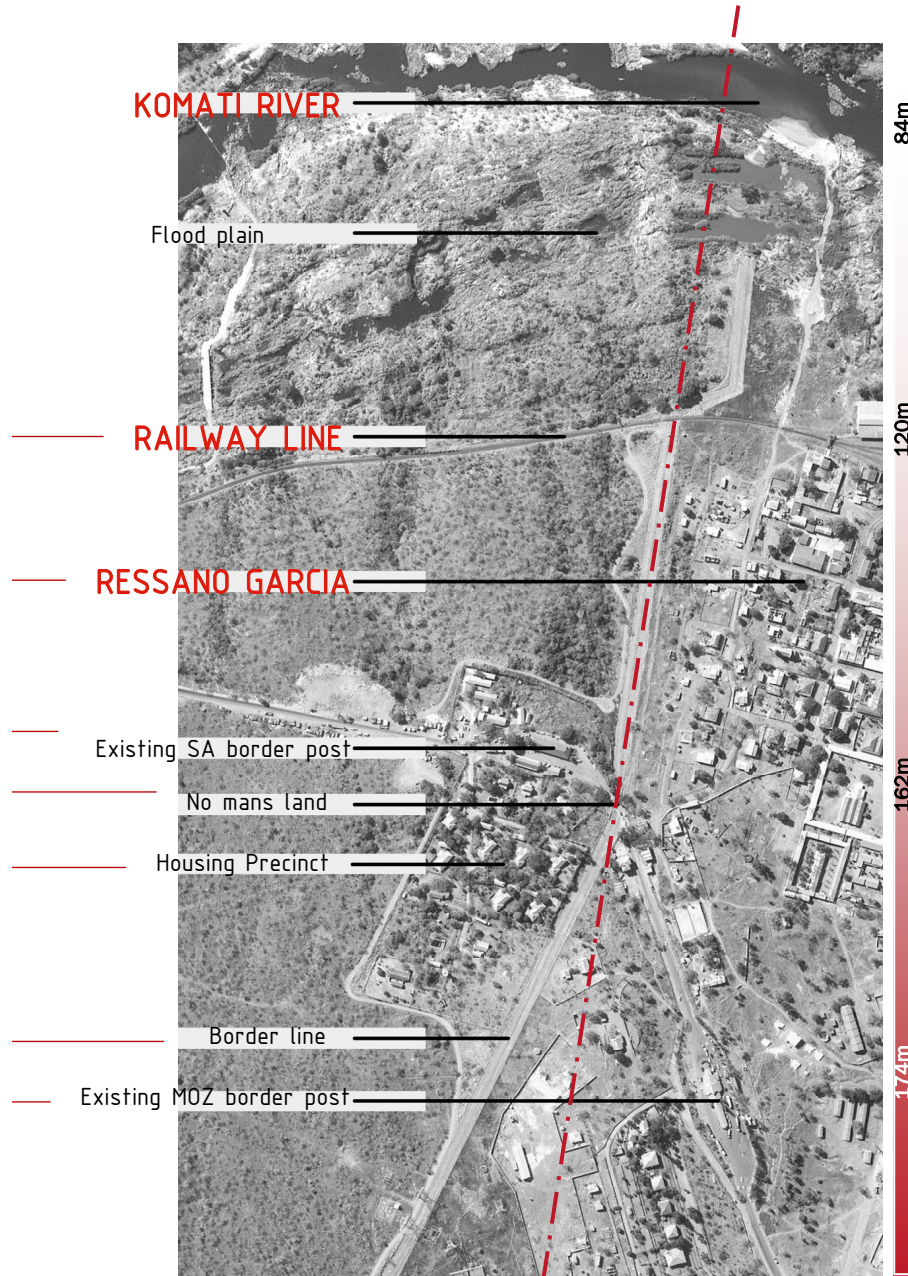 KOMATI RIVER
84m
Flood plain
120m
RAILWAY LINE
RESSANO GARCIA
Existing SA border post
162m
No mans land
Housing Precinct
Border line
174m
Existing MOZ border post